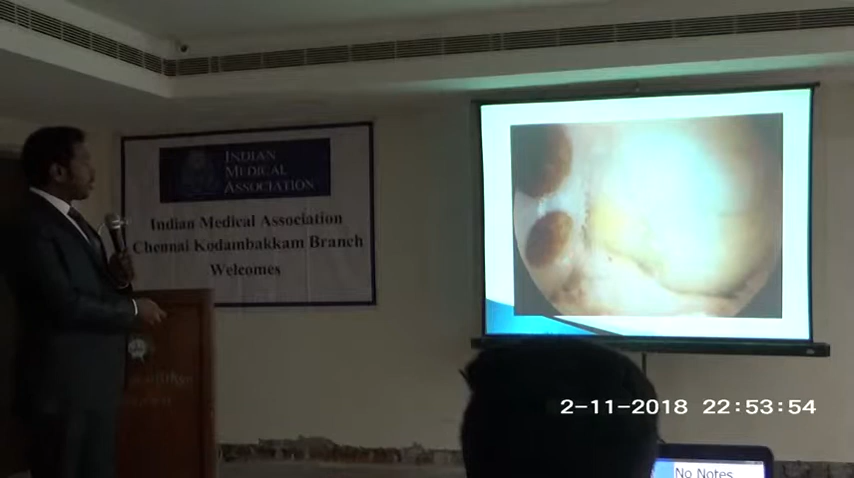 INDIAN
MEDICAL
ASSOCIATION
Indian Medical Association
Chennai Kodambakkam Branch
Welcomes
2-11-2018 22:53:54
No Notes